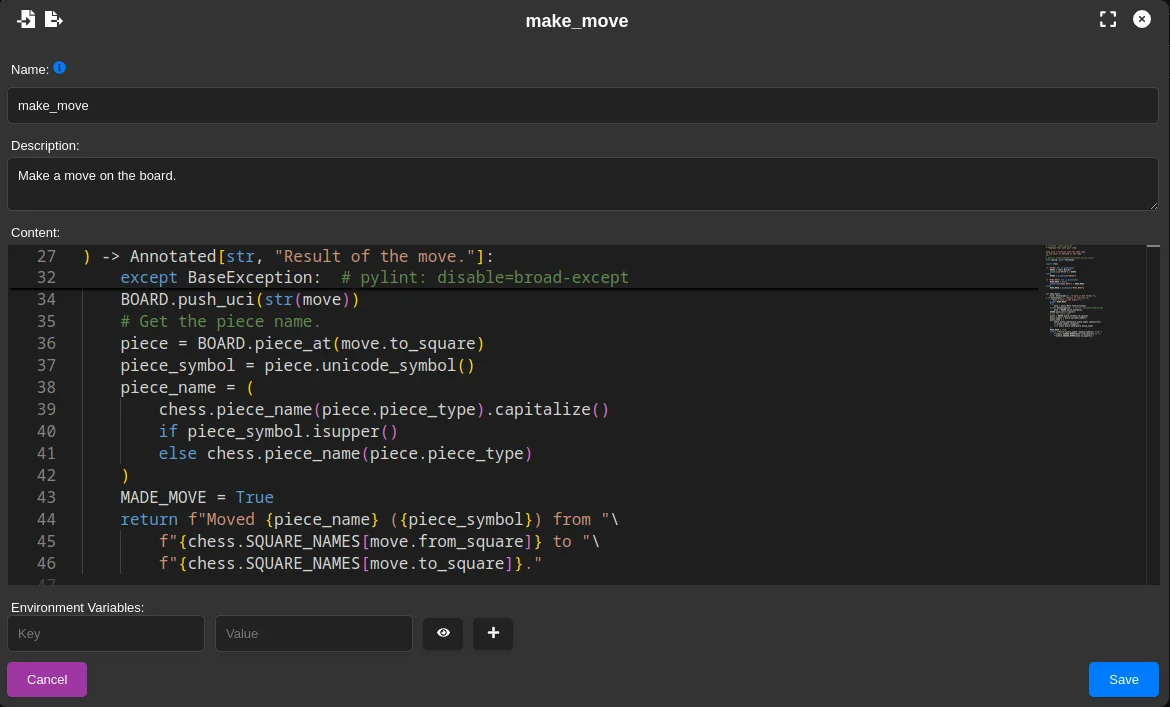 make_move
Name:
make_move
Description:
Make a move on the board.
Content:
27 ) -> Annotated[str, "Result of the move."]:
32 except BaseException:  # pylint: disable=broad-except
34 BOARD.push_uci(str(move))
35 # Get the piece name.
36 piece = BOARD.piece_at(move.to_square)
37 piece_symbol = piece.unicode_symbol()
38 piece_name = (
39 chess.piece_name(piece.piece_type).capitalize()
40 if piece_symbol.isupper()
41 else chess.piece_name(piece.piece_type)
42 )
43 MADE_MOVE = True
44 return f"Moved {piece_name} ({piece_symbol}) from "\
45 f"{chess.SQUARE_NAMES[move.from_square]} to "\
46 f"{chess.SQUARE_NAMES[move.to_square]}."
47
Environment Variables:
Key Value
Cancel Save